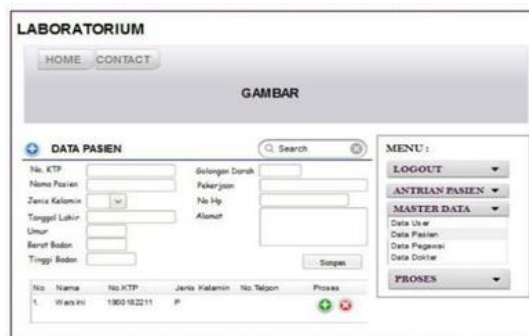 LABORATORIUM
HOME CONTACT
GAMBAR
DATA PASIEN
Search
No. KTP
Nama Pasien
Jenis Kelamin
Tanggal Lahir
Umur
Berat Badan
Tinggi Badan
Golongan Darah
Pekerjaan
No Hp
Alamat
Simpan
No Nama No.KTP Jenis Kelamin No.Telpon Proses
1. Warsini 1900182211 P
MENU :
LOGOUT
ANTRIAN PASIEN
MASTER DATA
Data User
Data Pasien
Data Pegawai
Data Dokter
PROSES